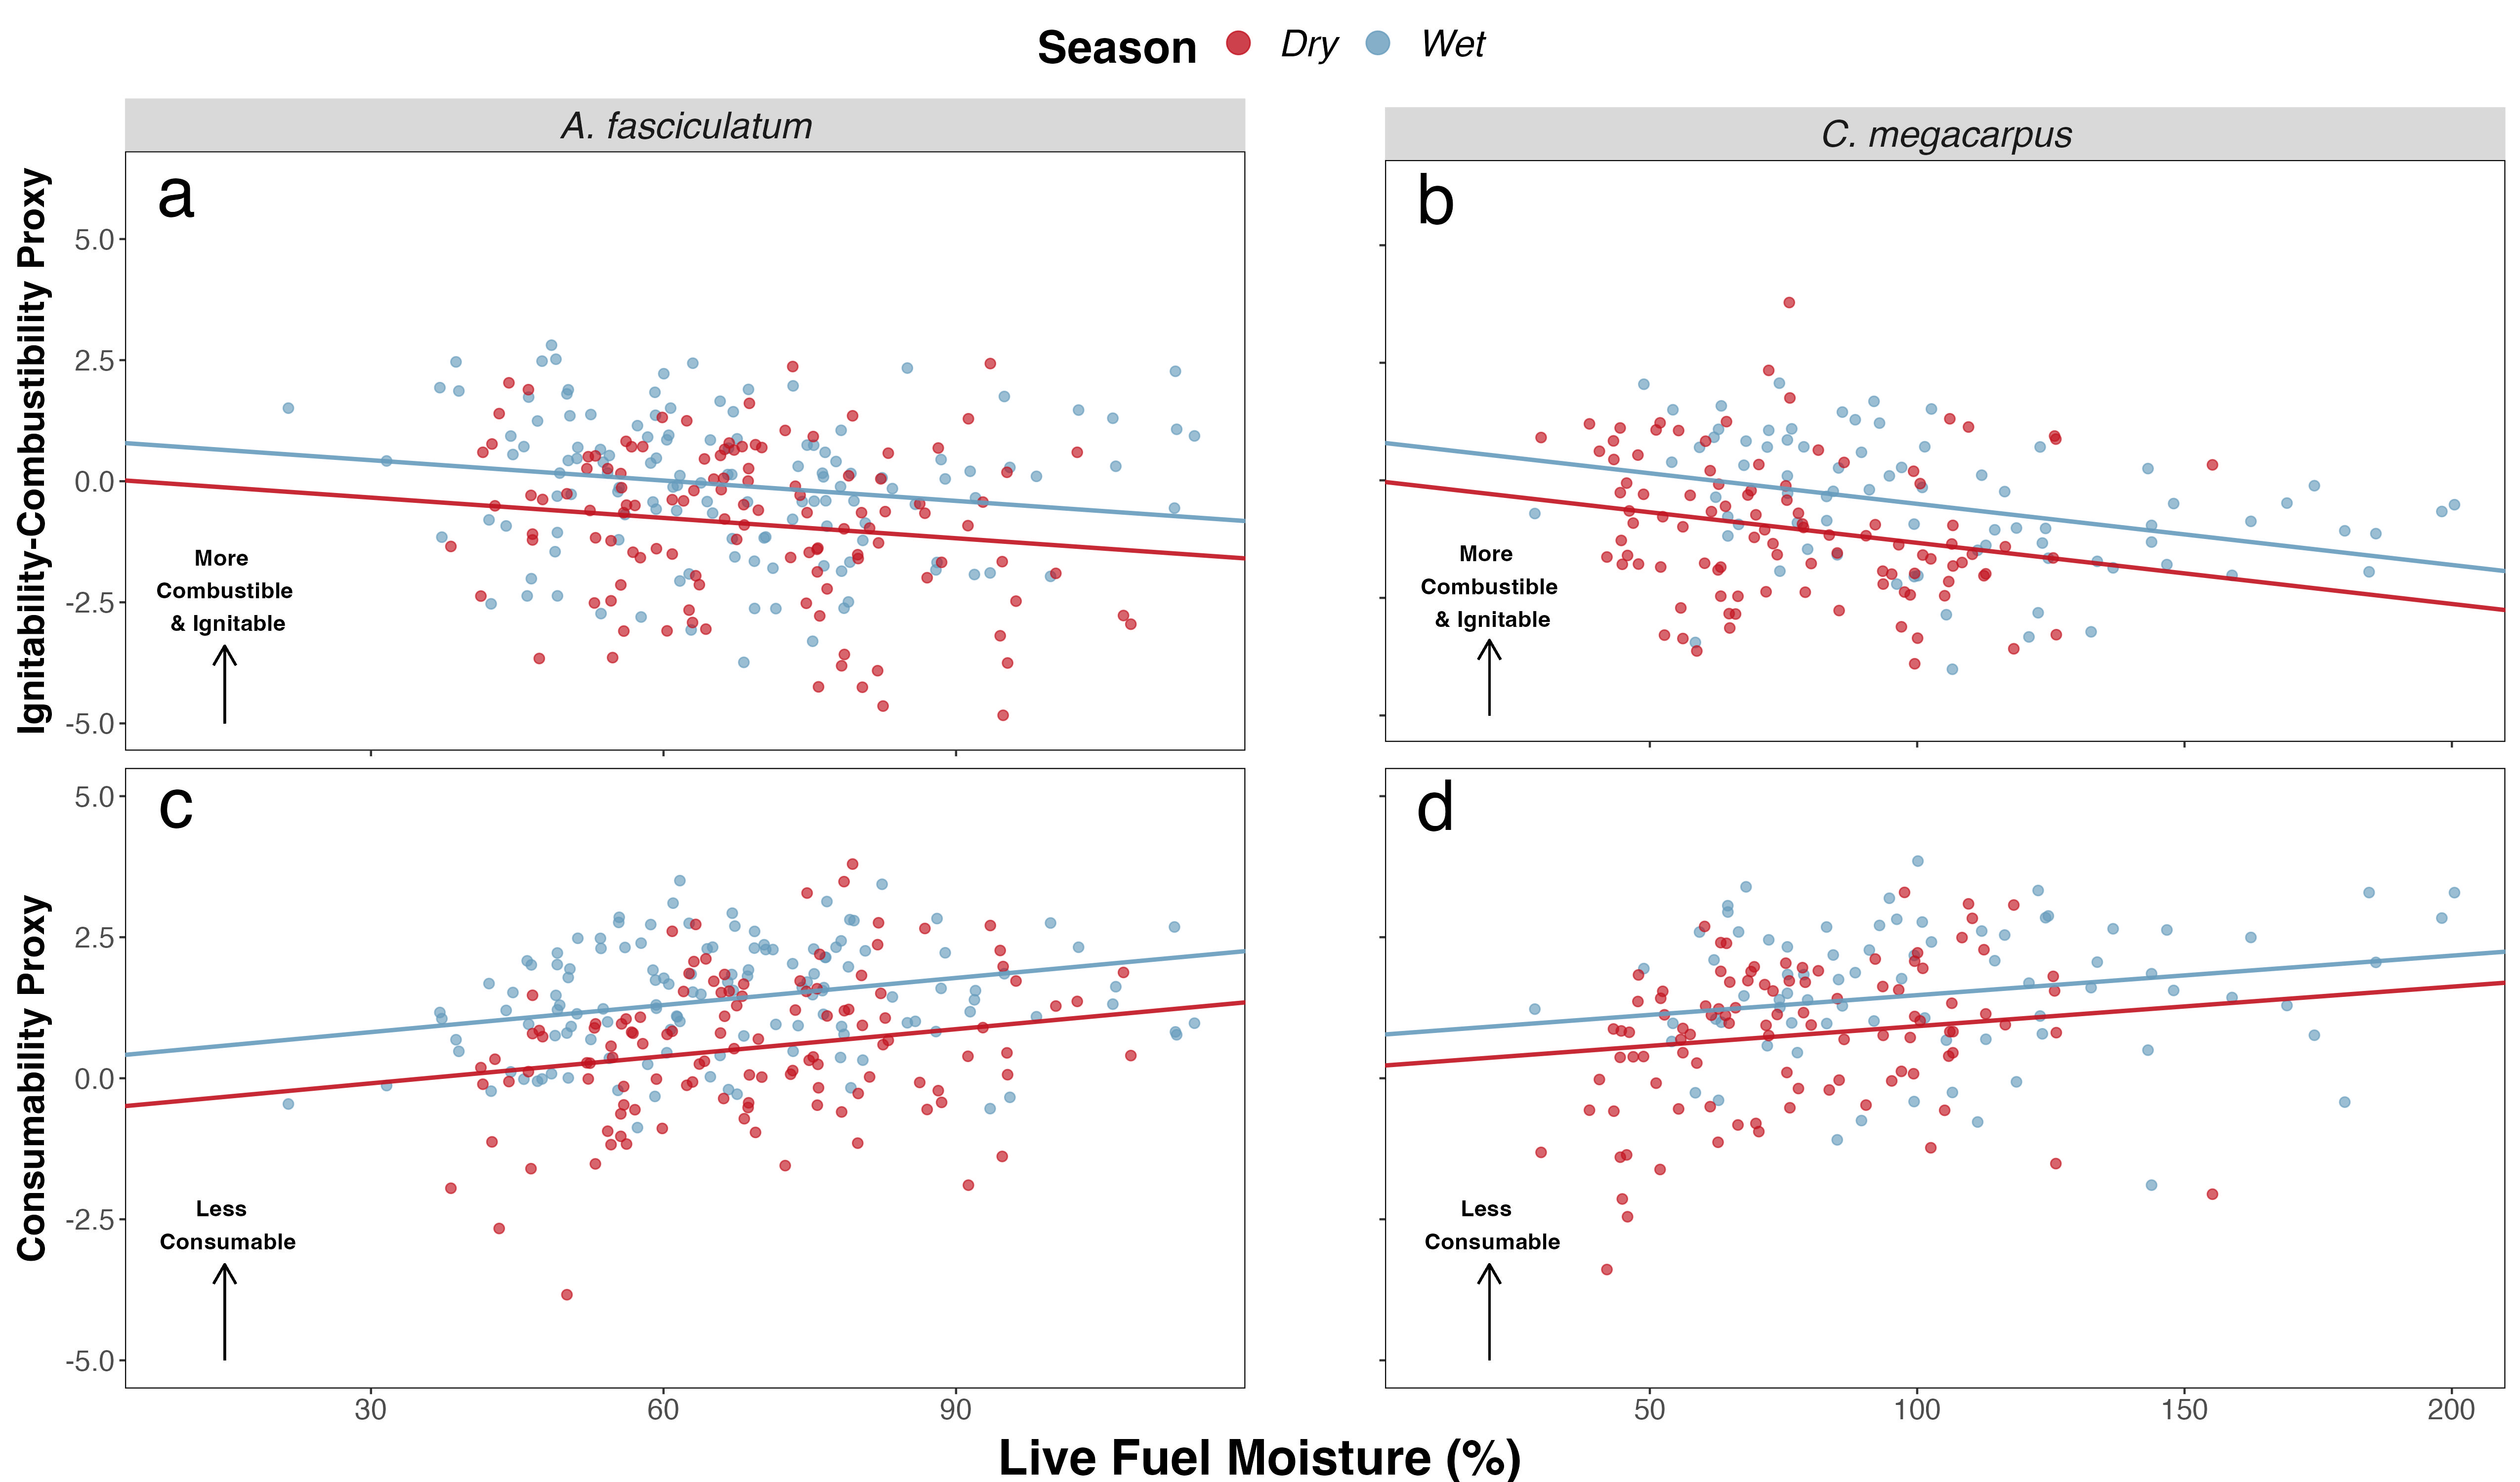 Season Dry Wet
A. fasciculatum
C. megacarpus
Ignitability-Combustibility Proxy
a
5.0
2.5
0.0
-2.5
-5.0
More
Combustible
& Ignitable
b
More
Combustible
& Ignitable
Consumability Proxy
c
5.0
2.5
0.0
-2.5
-5.0
Less
Consumable
d
Less
Consumable
30 60 90
50 100 150 200
Live Fuel Moisture (%)